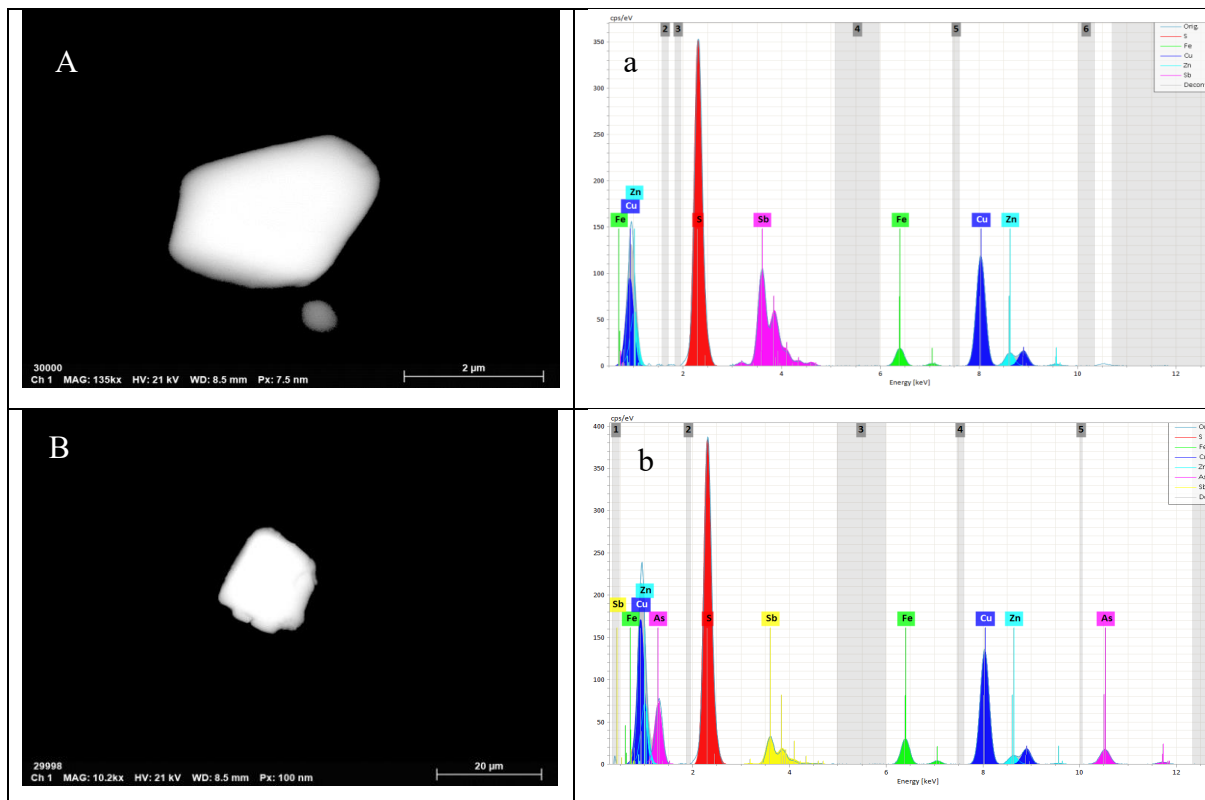 A
30000
Ch 1 MAG: 135kx HV: 21 kV WD: 8.5 mm Px: 7.5 nm
2 µm
a
cps/eV
2 3 4 5 6
Orig.
S
Fe
Cu
Zn
Sb
Decon
350
300
250
200
150
100
50
0
Zn
Cu
Fe
S
Sb
Fe
Cu
Zn
2 4 6 8 10 12
Energy [keV]
B
29998
Ch 1 MAG: 10.2kx HV: 21 kV WD: 8.5 mm Px: 100 nm
20 µm
b
cps/eV
1 2 3 4 5
S
Fe
Zn
As
Sb
400
350
300
250
200
150
100
50
0
Zn
Sb Cu
Fe As S Sb Fe Cu Zn As
2 4 6 8 10 12
Energy [keV]